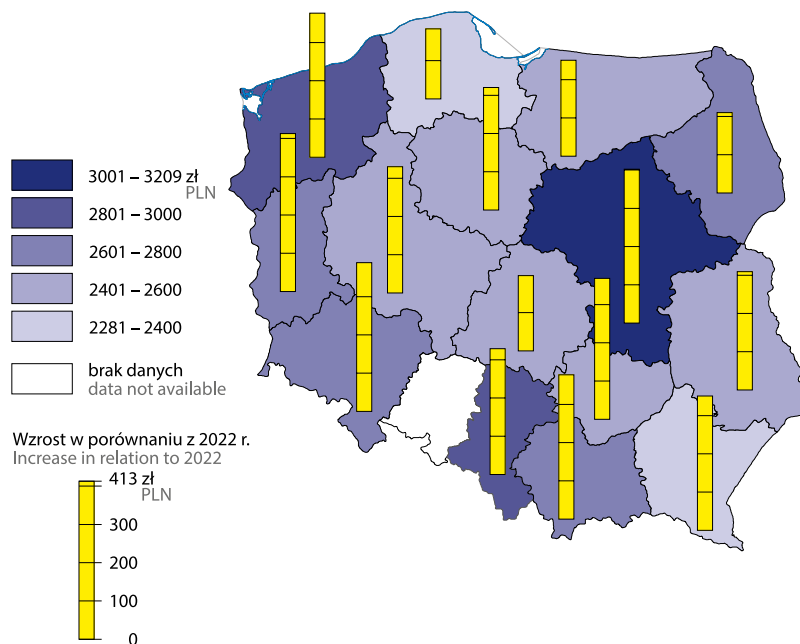 3001 – 3209 zł
PLN
2801 – 3000
2601 – 2800
2401 – 2600
2281 – 2400
brak danych
data not available
Wzrost w porównaniu z 2022 r.
Increase in relation to 2022
413 zł
PLN
300
200
100
0